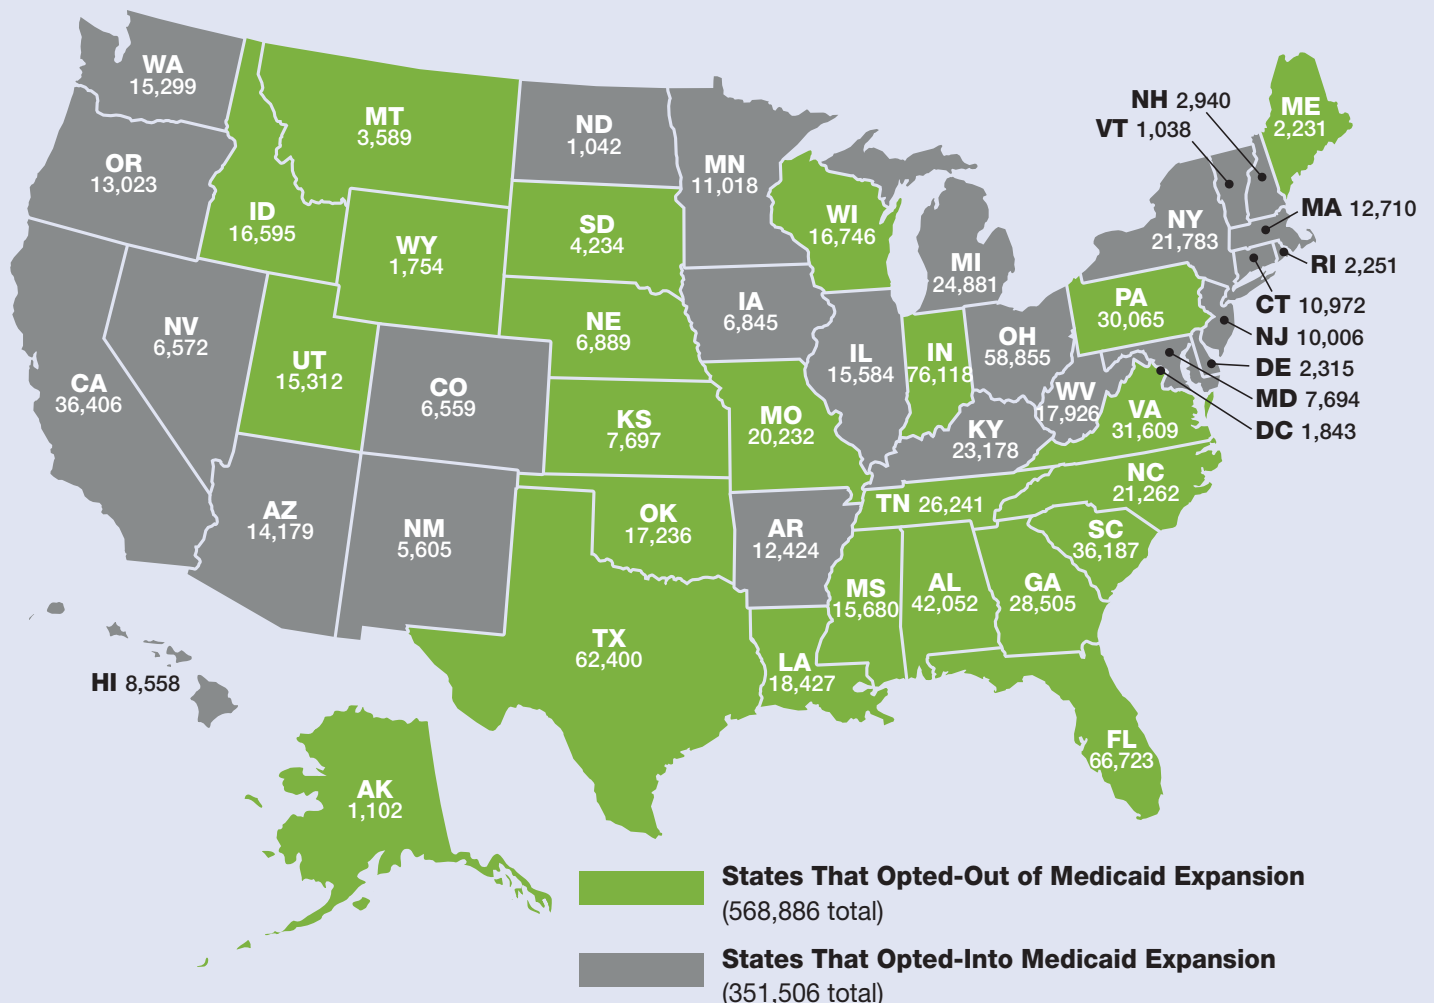 WA
15,299
OR
13,023
CA
36,406
NV
6,572
ID
16,595
MT
3,589
WY
1,754
UT
15,312
AZ
14,179
CO
6,559
NM
5,605
ND
1,042
SD
4,234
NE
6,889
KS
7,697
OK
17,236
TX
62,400
MN
11,018
IA
6,845
MO
20,232
AR
12,424
LA
18,427
WI
16,746
IL
15,584
MI
24,881
IN
76,118
OH
58,855
KY
23,178
TN 26,241
MS
15,680
AL
42,052
GA
28,505
FL
66,723
SC
36,187
NC
21,262
VA
31,609
WV
17,926
PA
30,065
NY
21,783
ME
2,231
NH 2,940
VT 1,038
MA 12,710
RI 2,251
CT 10,972
NJ 10,006
DE 2,315
MD 7,694
DC 1,843
HI 8,558
AK
1,102
States That Opted-Out of Medicaid Expansion
(568,886 total)
States That Opted-Into Medicaid Expansion
(351,506 total)